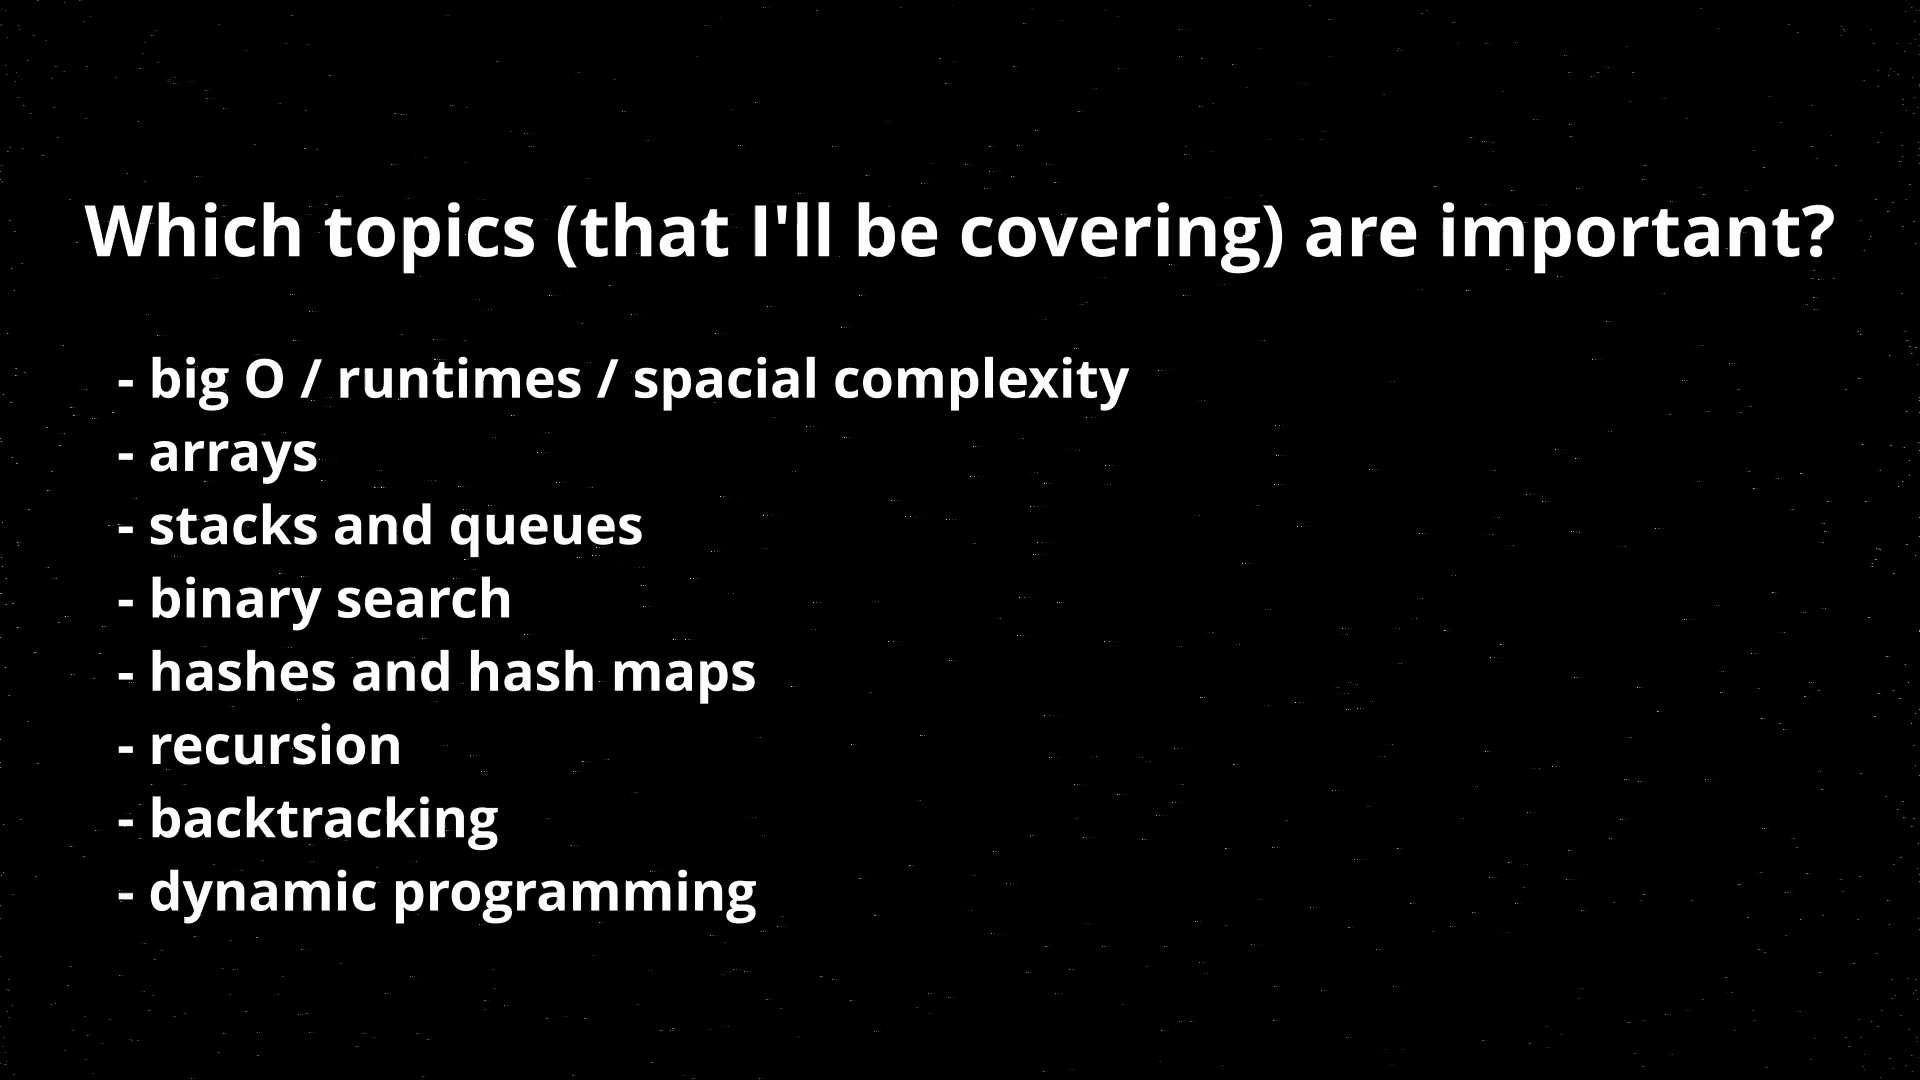 Which topics (that I'll be covering) are important?
- big O / runtimes / spacial complexity
- arrays
- stacks and queues
- binary search
- hashes and hash maps
- recursion
- backtracking
- dynamic programming